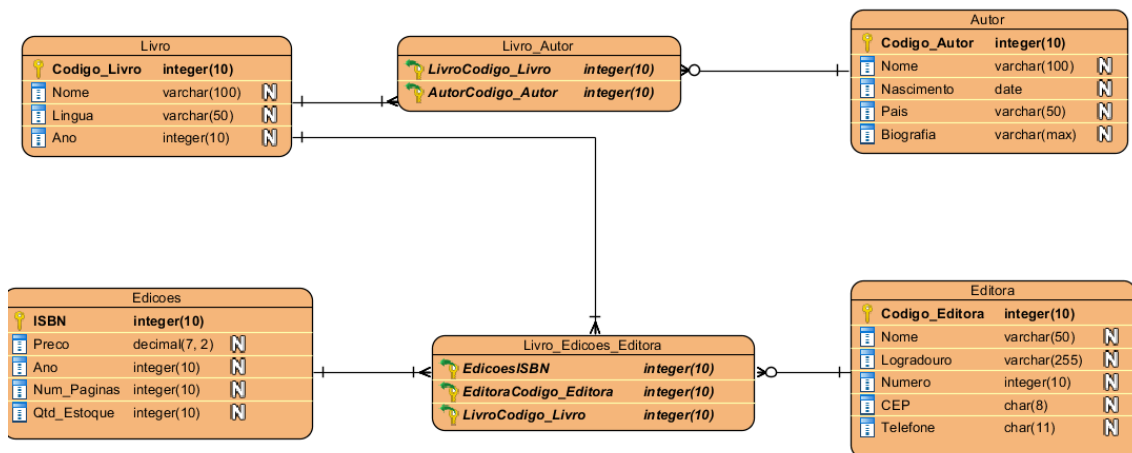 Livro
Codigo_Livro integer(10)
Nome varchar(100) N
Lingua varchar(50) N
Ano integer(10) N
Livro_Autor
LivroCodigo_Livro integer(10)
AutorCodigo_Autor integer(10)
Autor
Codigo_Autor integer(10)
Nome varchar(100) N
Nascimento date N
Pais varchar(50) N
Biografia varchar(max) N
Edicoes
ISBN integer(10)
Preco decimal(7, 2) N
Ano integer(10) N
Num_Paginas integer(10) N
Qtd_Estoque integer(10) N
Livro_Edicoes_Editora
EdicoesISBN integer(10)
EditoraCodigo_Editora integer(10)
LivroCodigo_Livro integer(10)
Editora
Codigo_Editora integer(10)
Nome varchar(50) N
Logradouro varchar(255) N
Numero integer(10) N
CEP char(8) N
Telefone char(11) N